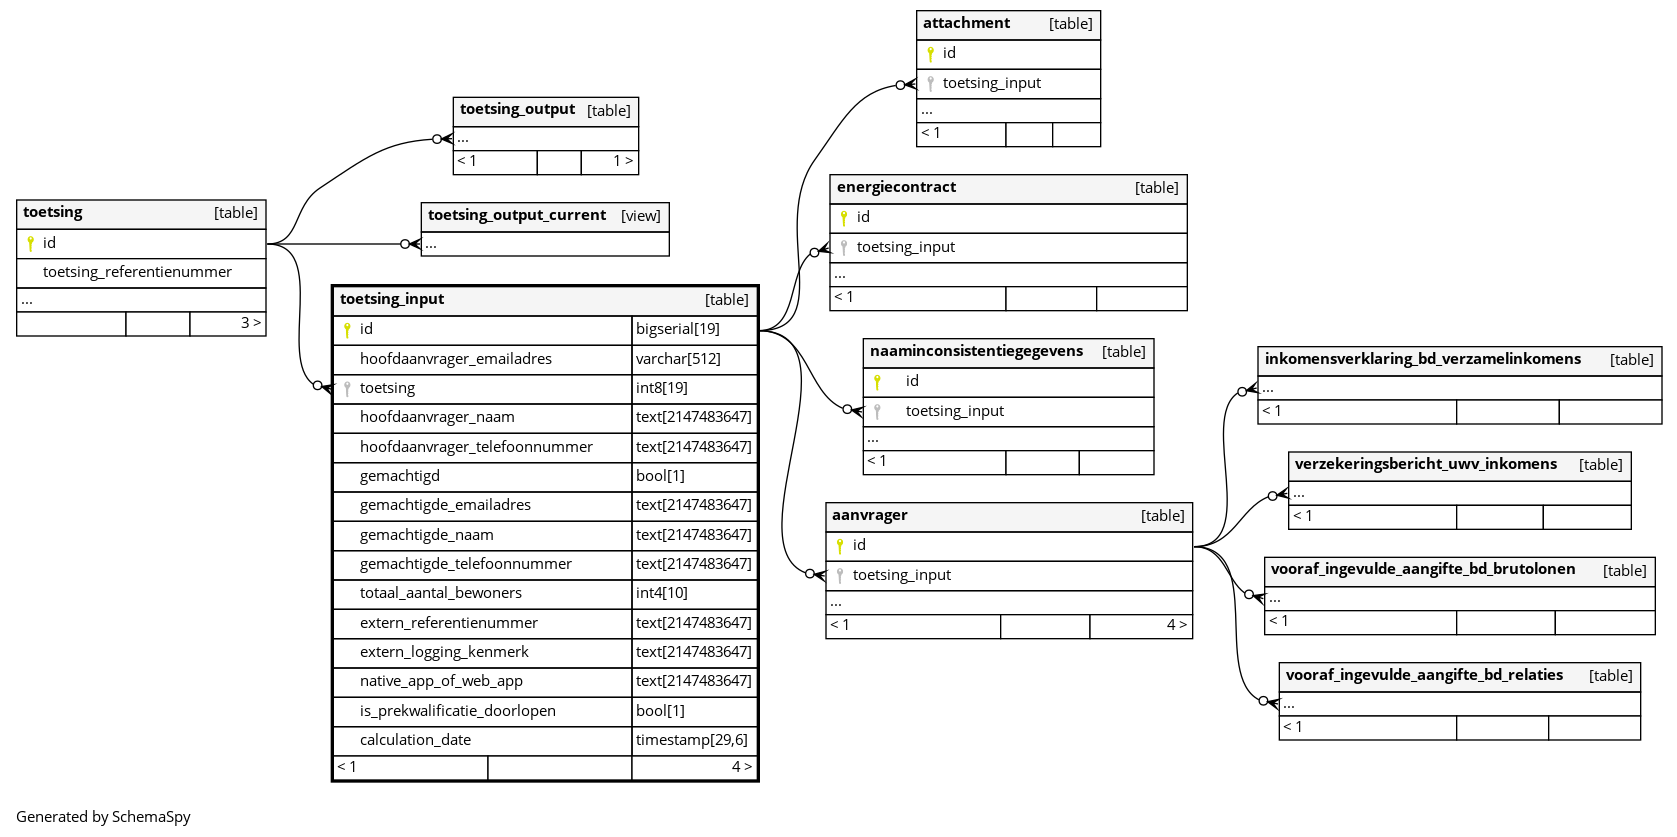 toetsing [table]
id
toetsing_referentienummer
...
3 >
toetsing_output [table]
...
< 1 1 >
toetsing_output_current [view]
...
toetsing_input [table]
id bigserial[19]
hoofdaanvrager_emailadres varchar[512]
toetsing int8[19]
hoofdaanvrager_naam text[2147483647]
hoofdaanvrager_telefoonnummer text[2147483647]
gemachtigd bool[1]
gemachtigde_emailadres text[2147483647]
gemachtigde_naam text[2147483647]
gemachtigde_telefoonnummer text[2147483647]
totaal_aantal_bewoners int4[10]
extern_referentienummer text[2147483647]
extern_logging_kenmerk text[2147483647]
native_app_of_web_app text[2147483647]
is_prekwalificatie_doorlopen bool[1]
calculation_date timestamp[29,6]
< 1 4 >
attachment [table]
id
toetsing_input
...
< 1
energiecontract [table]
id
toetsing_input
...
< 1
naaminconsistentiegegevens [table]
id
toetsing_input
...
< 1
aanvrager [table]
id
toetsing_input
...
< 1 4 >
inkomensverklaring_bd_verzamelinkomens [table]
...
< 1
verzekeringsbericht_uwv_inkomens [table]
...
< 1
vooraf_ingevulde_aangifte_bd_brutolonen [table]
...
< 1
vooraf_ingevulde_aangifte_bd_relaties [table]
...
< 1
Generated by SchemaSpy